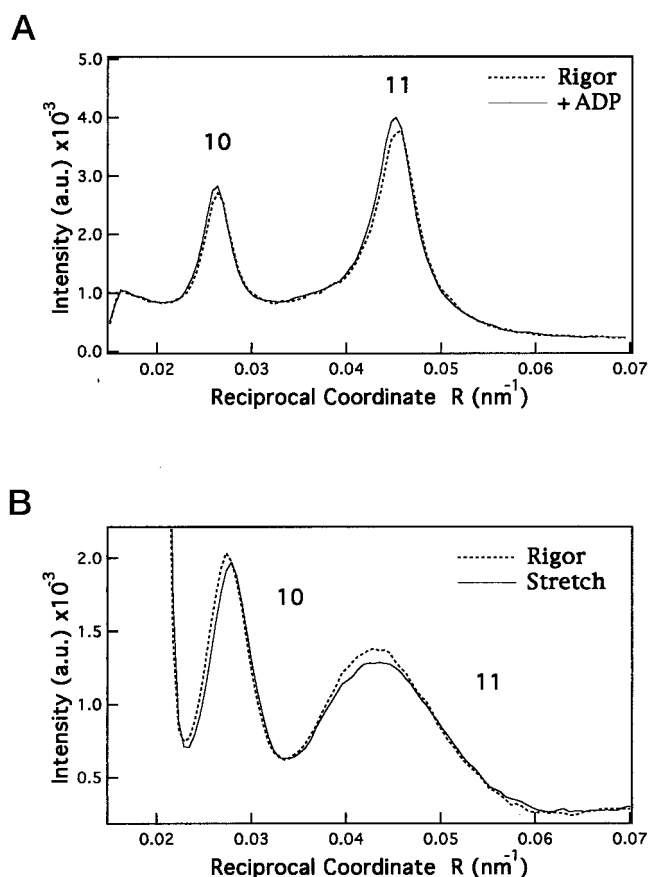 A
5.0
4.0
3.0
2.0
1.0
0.0
Intensity (a.u.) x10-3
10
11
Rigor
+ ADP
0.02
0.03
0.04
0.05
0.06
0.07
Reciprocal Coordinate R (nm-1)
B
2.0
1.5
1.0
0.5
Intensity (a.u.) x10-3
10
11
Rigor
Stretch
0.02
0.03
0.04
0.05
0.06
0.07
Reciprocal Coordinate R (nm-1)